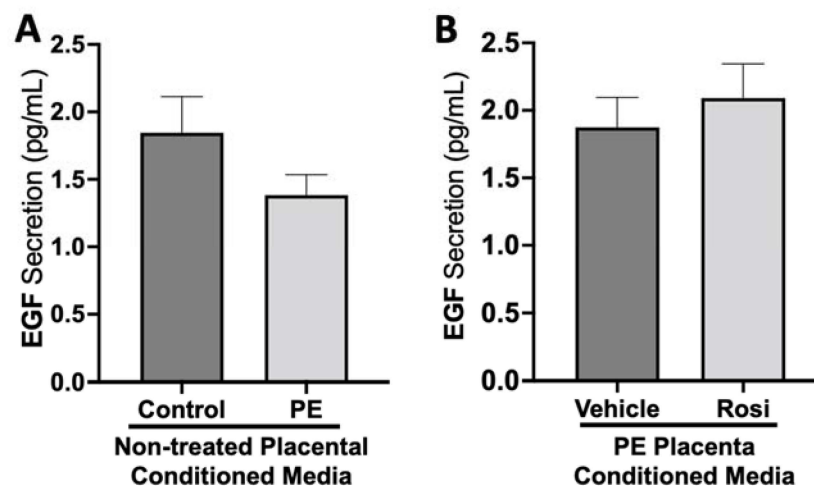 A
EGF Secretion (pg/mL)
2.5
2.0
1.5
1.0
0.5
0.0
Control PE
Non-treated Placental
Conditioned Media
B
EGF Secretion (pg/mL)
2.5
2.0
1.5
1.0
0.5
0.0
Vehicle Rosi
PE Placenta
Conditioned Media